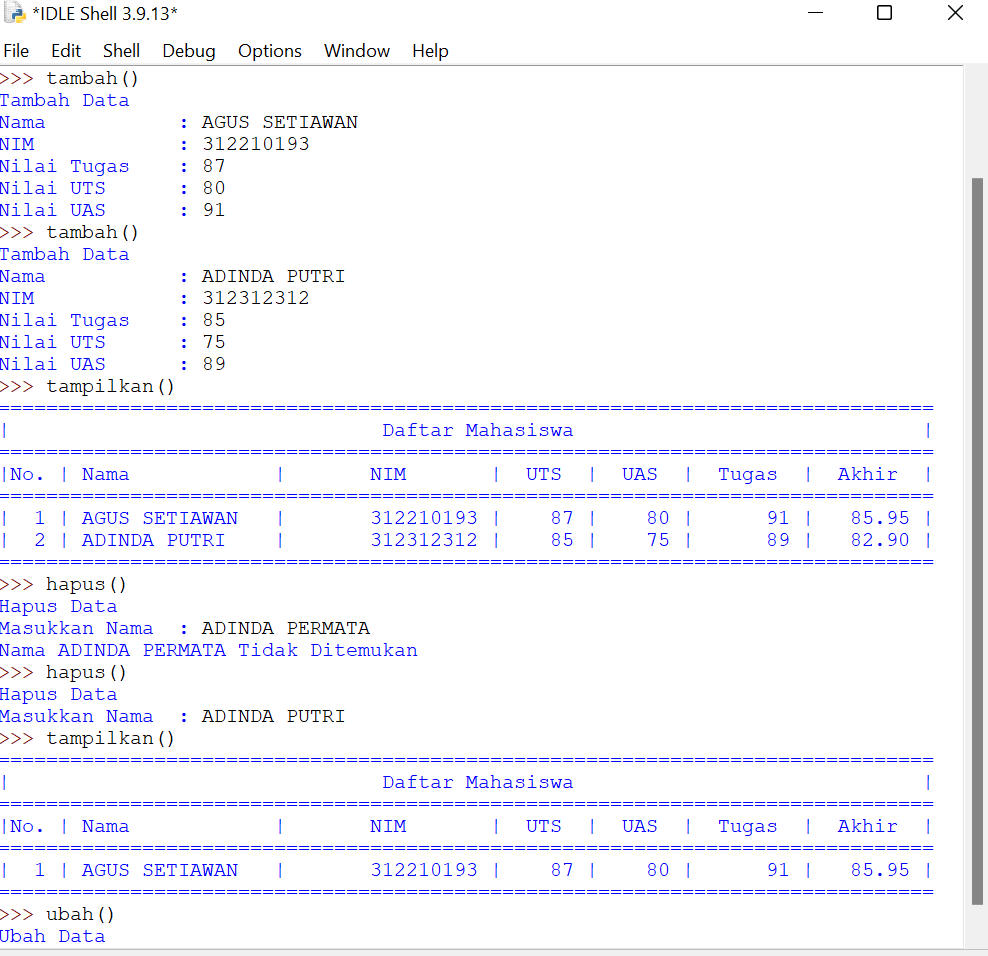 *IDLE Shell 3.9.13*
File Edit Shell Debug Options Window Help
>>> tambah()
Tambah Data
Nama : AGUS SETIAWAN
NIM : 312210193
Nilai Tugas : 87
Nilai UTS : 80
Nilai UAS : 91
>>> tambah()
Tambah Data
Nama : ADINDA PUTRI
NIM : 312312312
Nilai Tugas : 85
Nilai UTS : 75
Nilai UAS : 89
>>> tampilkan()
==============================================================================
| Daftar Mahasiswa |
==============================================================================
|No. | Nama | NIM | UTS | UAS | Tugas | Akhir |
==============================================================================
| 1 | AGUS SETIAWAN | 312210193 | 87 | 80 | 91 | 85.95 |
| 2 | ADINDA PUTRI | 312312312 | 85 | 75 | 89 | 82.90 |
==============================================================================
>>> hapus()
Hapus Data
Masukkan Nama : ADINDA PERMATA
Nama ADINDA PERMATA Tidak Ditemukan
>>> hapus()
Hapus Data
Masukkan Nama : ADINDA PUTRI
>>> tampilkan()
==============================================================================
| Daftar Mahasiswa |
==============================================================================
|No. | Nama | NIM | UTS | UAS | Tugas | Akhir |
==============================================================================
| 1 | AGUS SETIAWAN | 312210193 | 87 | 80 | 91 | 85.95 |
==============================================================================
>>> ubah()
Ubah Data